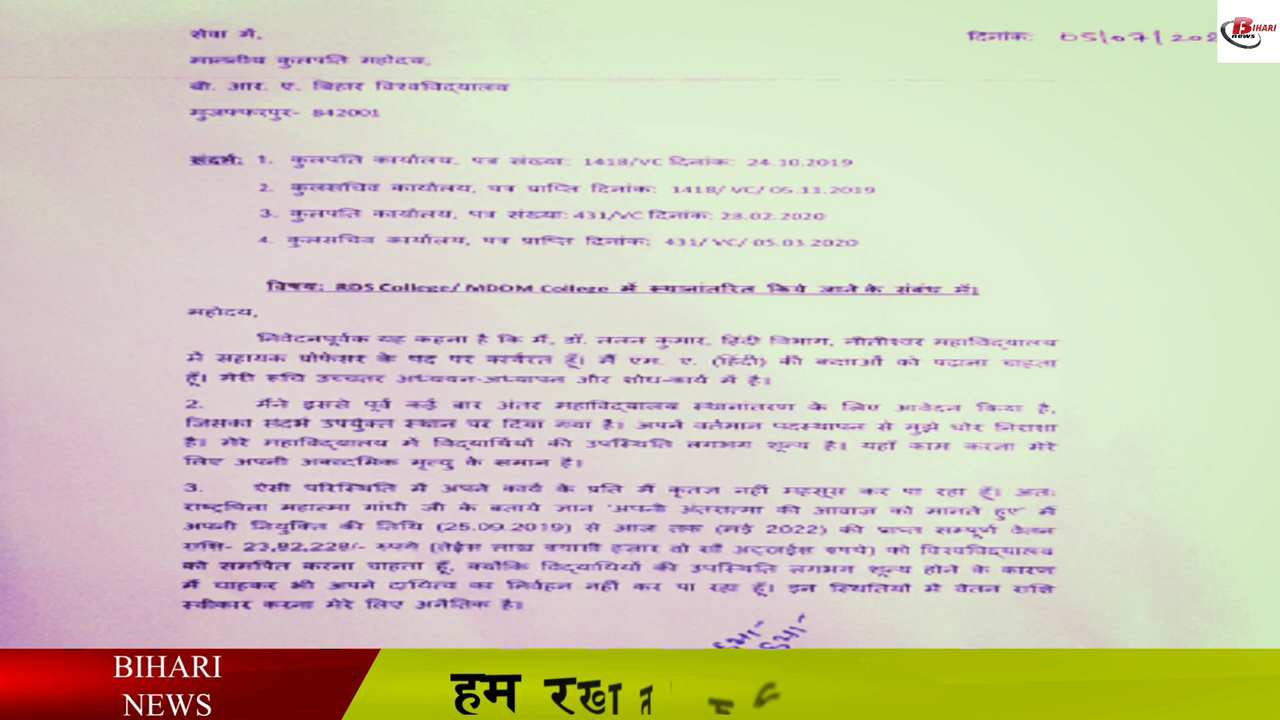 सेवा में,
दिनांक: 05/07/202
BIHARI
news
माननीय कुलपति महोदय,
बी. आर. ए. बिहार विश्वविद्यालय
मुजफ्फरपुर- 842001
संदर्भ: 1. कुलपति कार्यालय, पत्र संख्या: 1418/VC दिनांक: 24.10.2019
2. कुलसचिव कार्यालय, पत्र प्राप्ति दिनांक: 1418/ VC/ 05.11.2019
3. कुलपति कार्यालय, पत्र संख्या: 431/VC दिनांक: 28.02.2020
4. कुलसचिव कार्यालय, पत्र प्राप्ति दिनांक: 431/ VC/ 05.03.2020
विषय: RDS College/ MDDM College में स्थानांतरित किये जाने के संबंध में।
महोदय,
निवेदनपूर्वक यह कहना है कि मैं, डॉ. ललन कुमार, हिंदी विभाग, नीतीश्वर महाविद्यालय
में सहायक प्रोफेसर के पद पर कार्यरत हूँ। मैं एम. ए. (हिंदी) की कक्षाओं को पढ़ाना चाहता
हूँ। मेरी रूचि उच्चतर अध्ययन-अध्यापन और शोध-कार्य में है।
2. मैंने इससे पूर्व कई बार अंतर महाविद्यालय स्थानांतरण के लिए आवेदन किया है,
जिसका संदर्भ उपर्युक्त स्थान पर दिया गया है। अपने वर्तमान पदस्थापन से मुझे घोर निराशा
है। मेरे महाविद्यालय में विद्यार्थियों की उपस्थिति लगभग शून्य है। यहाँ काम करना मेरे
लिए अपनी अकादमिक मृत्यु के समान है।
3. ऐसी परिस्थिति में अपने कार्य के प्रति मैं कृतज्ञ नहीं महसूस कर पा रहा हूँ। अतः
राष्ट्रपिता महात्मा गांधी जी के बताये ज्ञान 'अपनी अंतरात्मा की आवाज को मानते हुए' मैं
अपनी नियुक्ति की तिथि (25.09.2019) से आज तक (मई 2022) की प्राप्त सम्पूर्ण वेतन
राशि- 23,82,228/- रुपये (तेईस लाख बयासी हजार दो सौ अट्ठाईस रुपये) को विश्वविद्यालय
को समर्पित करना चाहता हूँ, क्योंकि विद्यार्थियों की उपस्थिति लगभग शून्य होने के कारण
मैं चाहकर भी अपने दायित्व का निर्वहन नहीं कर पा रहा हूँ। इन स्थितियों में वेतन राशि
स्वीकार करना मेरे लिए अनैतिक है।
BIHARI
NEWS
हम रखा